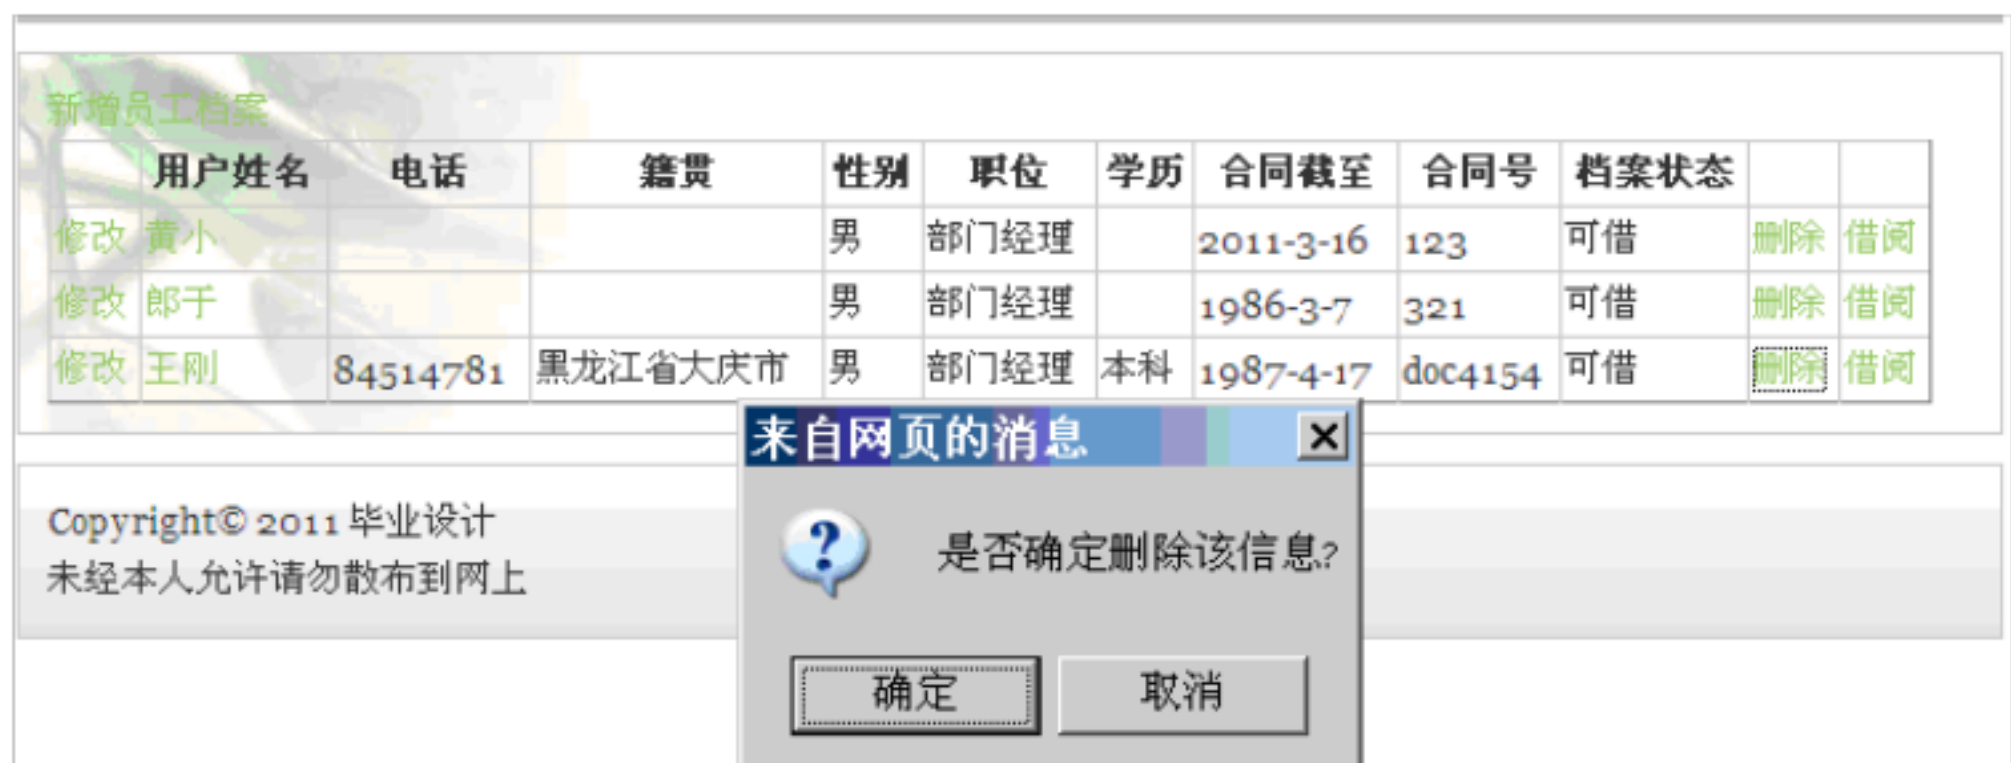 新增员工档案
用户姓名 电话 籍贯 性别 职位 学历 合同截至 合同号 档案状态
修改 黄小 男 部门经理 2011-3-16 123 可借 删除 借阅
修改 郎千 男 部门经理 1986-3-7 321 可借 删除 借阅
修改 王刚 84514781 黑龙江省大庆市 男 部门经理 本科 1987-4-17 doc4154 可借 删除 借阅
来自网页的消息
是否确定删除该信息?
确定 取消
Copyright© 2011 毕业设计
未经本人允许请勿散布到网上